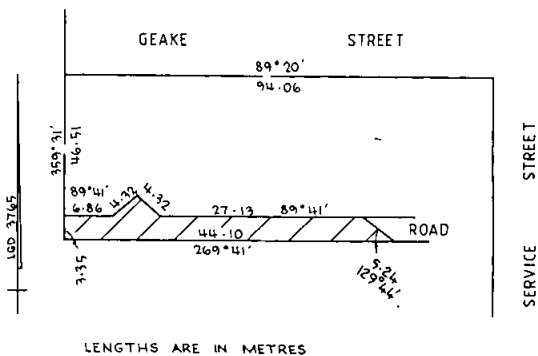 GEAKE STREET
89°20'
94.06
359°31'
46.51
LGD 3765
89°41'
6.86
4.32
4.32
27.13 89°41'
44.10
269°41'
ROAD
3.35
5.24
129°44'
SERVICE STREET
LENGTHS ARE IN METRES